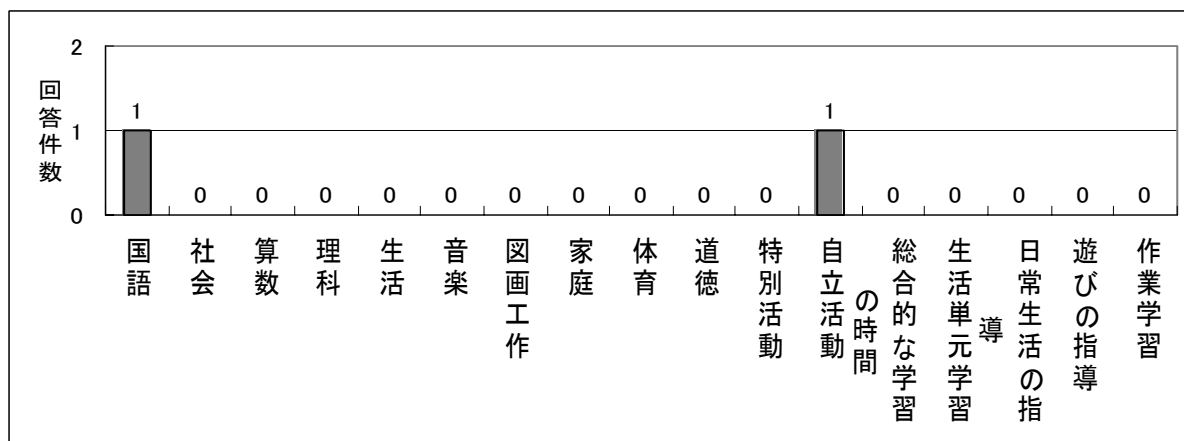 回答件数
2
1
0
1
0
0
0
0
0
0
0
0
0
0
1
0
0
0
0
0
国語
社会
算数
理科
生活
音楽
図画工作
家庭
体育
道徳
特別活動
自立活動
総合的な学習
の時間
生活単元学習
日常生活の指
導
遊びの指導
作業学習